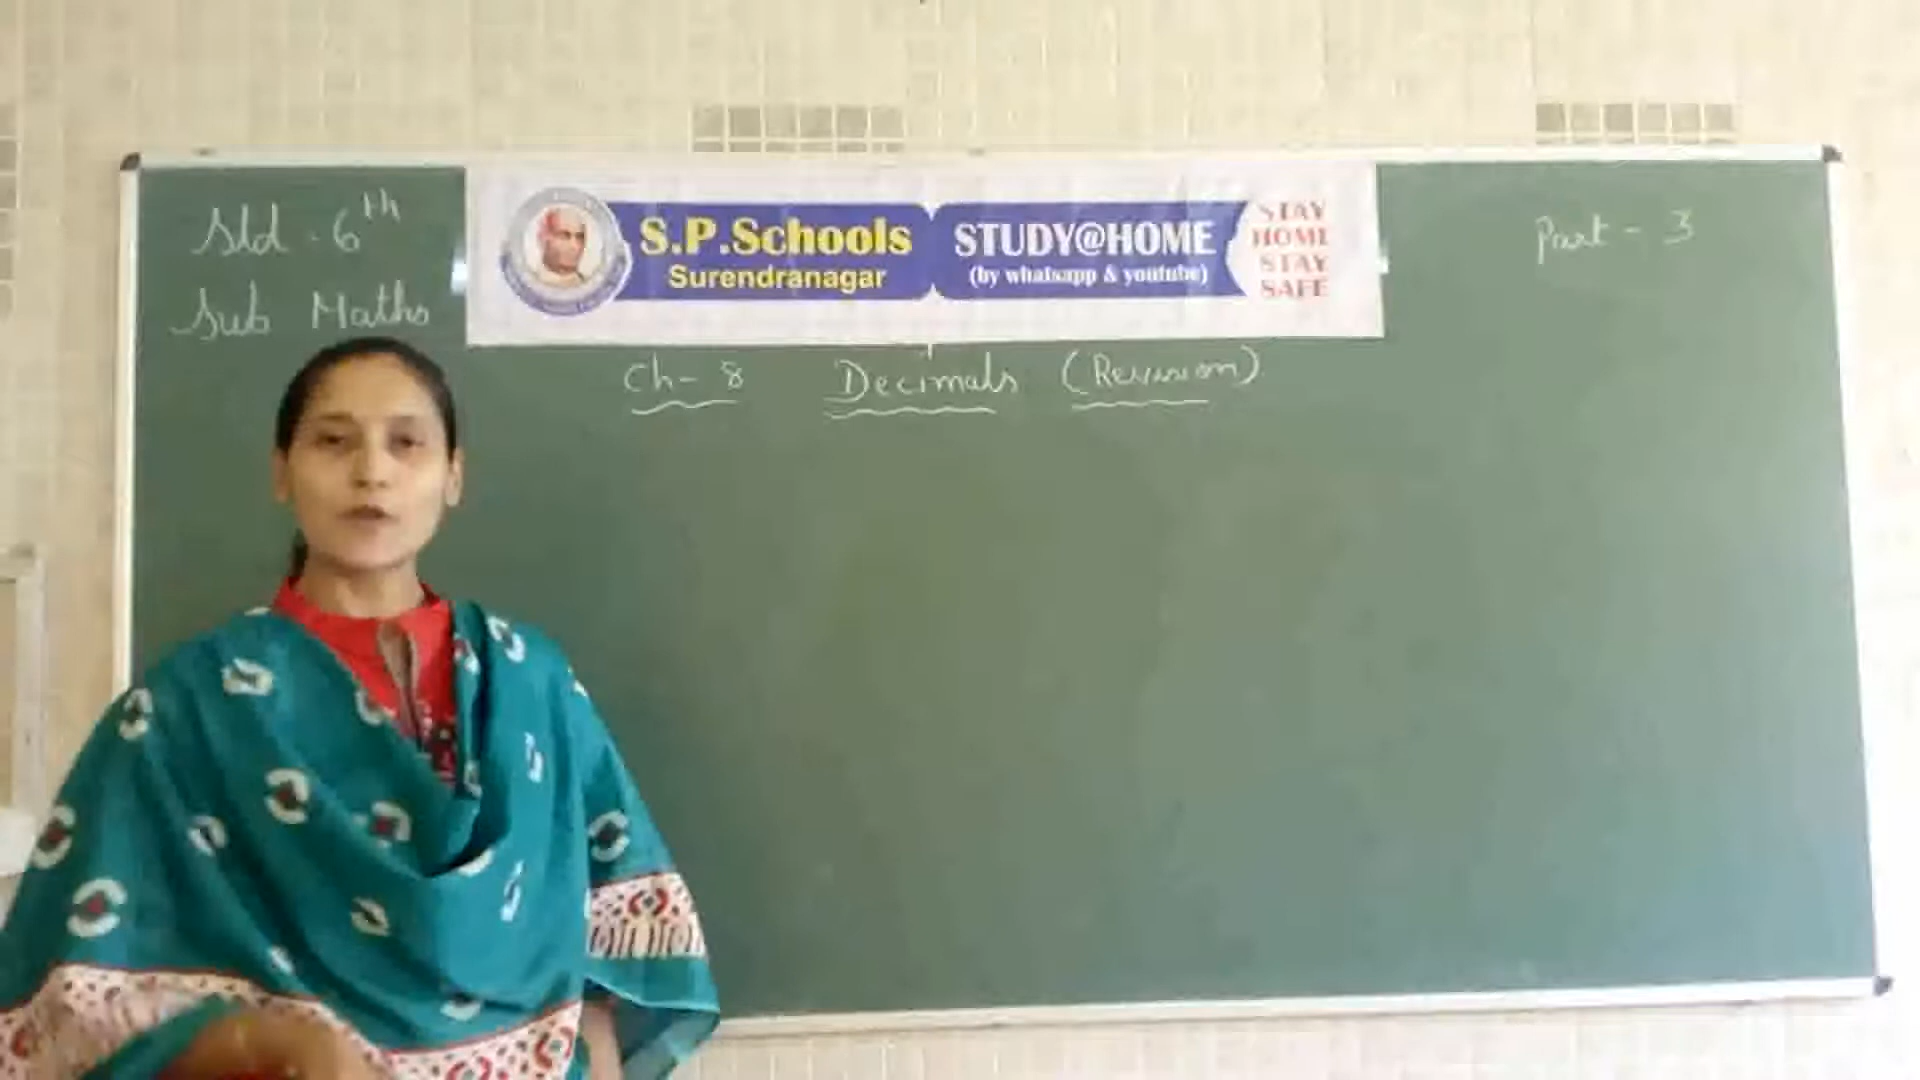 Std. 6th
Sub Maths
S.P.Schools
Surendranagar
STUDY@HOME
(by whatsapp & youtube)
STAY
HOME
STAY
SAFE
Part - 3
Ch- 8 Decimals (Revision)